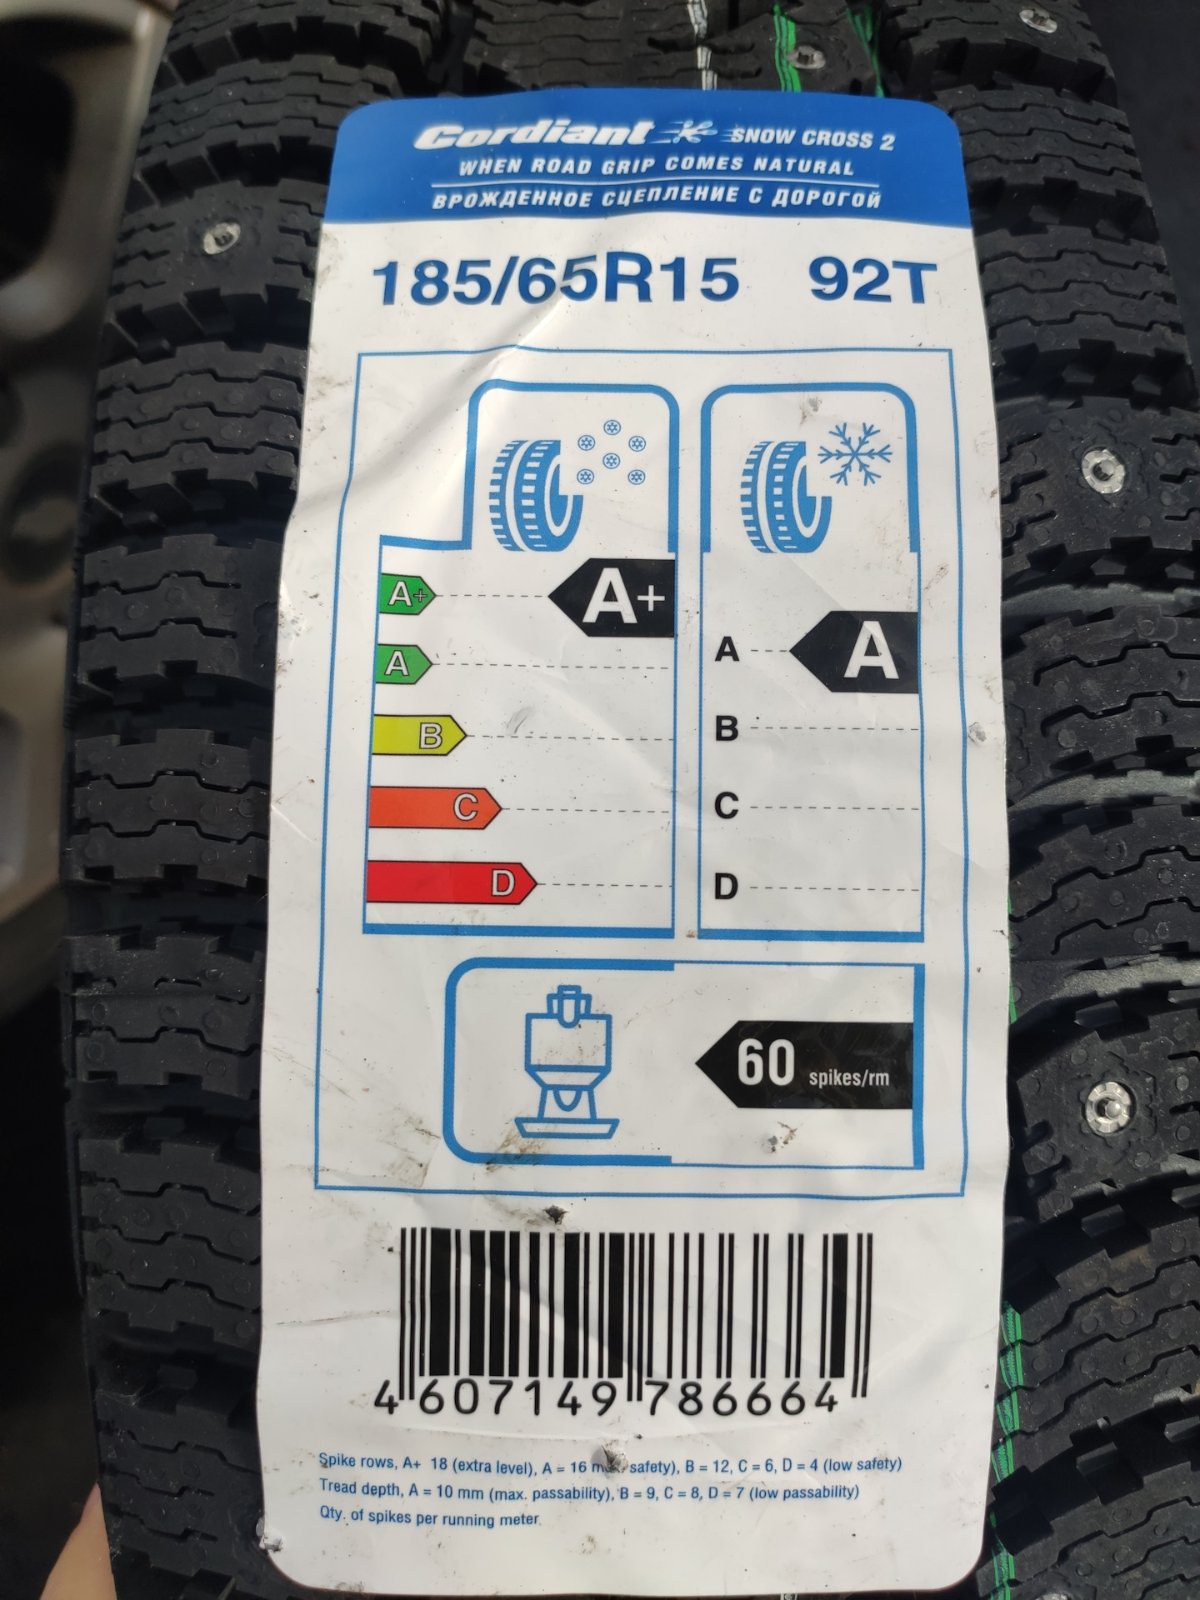 Cordiant SNOW CROSS 2
WHEN ROAD GRIP COMES NATURAL
ВРОЖДЕННОЕ СЦЕПЛЕНИЕ С ДОРОГОЙ
185/65R15 92T
A+ A+
A
B
C
D
A A
B
C
D
60 spikes/rm
4 607149 786664
Spike rows, A+ 18 (extra level), A = 16 safety), B = 12, C = 6, D = 4 (low safety)
Tread depth, A = 10 mm (max. passability), B = 9, C = 8, D = 7 (low passability)
Qty. of spikes per running meter.